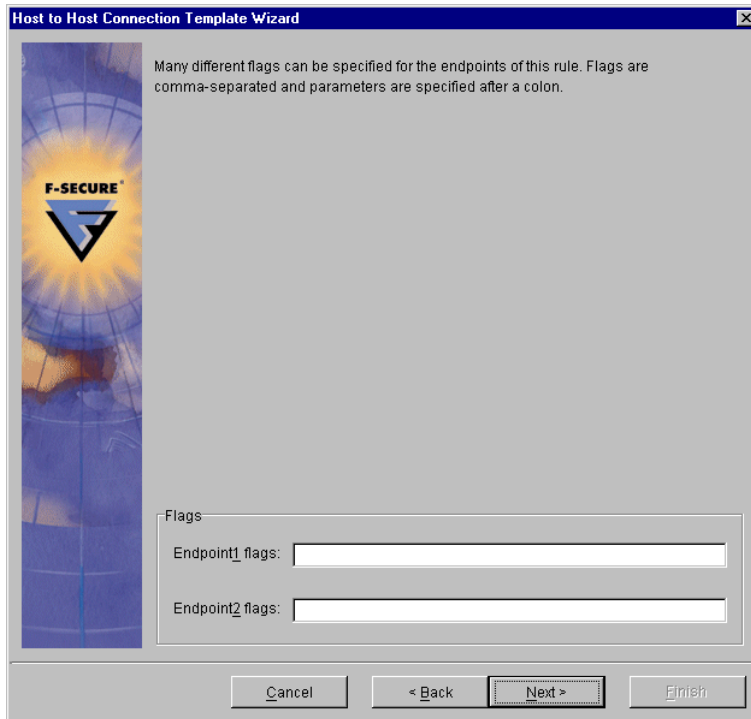 Host to Host Connection Template Wizard
Many different flags can be specified for the endpoints of this rule. Flags are
comma-separated and parameters are specified after a colon.
F-SECURE®
Flags
Endpoint1 flags:
Endpoint2 flags:
Cancel
< Back
Next >
Finish